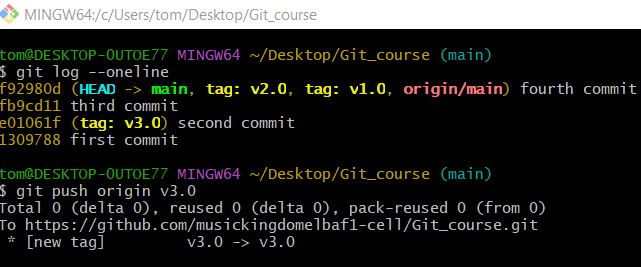 MINGW64:/c/Users/tom/Desktop/Git_course
tom@DESKTOP-OUTOE77 MINGW64 ~/Desktop/Git_course (main)
$ git log --oneline
f92980d (HEAD -> main, tag: v2.0, tag: v1.0, origin/main) fourth commit
fb9cd11 third commit
e01061f (tag: v3.0) second commit
1309788 first commit
tom@DESKTOP-OUTOE77 MINGW64 ~/Desktop/Git_course (main)
$ git push origin v3.0
Total 0 (delta 0), reused 0 (delta 0), pack-reused 0 (from 0)
To https://github.com/musickingdomelbaf1-cell/Git_course.git
 * [new tag]         v3.0 -> v3.0